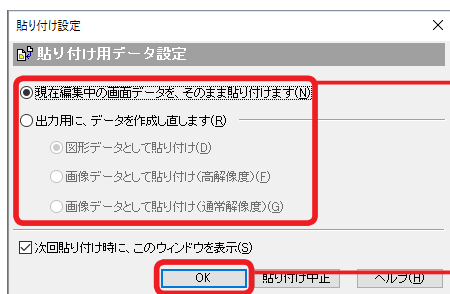 貼り付け設定
貼り付け用データ設定
現在編集中の画面データを、そのまま貼り付けます(N)
出力用に、データを作成し直します(R)
図形データとして貼り付け(D)
画像データとして貼り付け(高解像度)(F)
画像データとして貼り付け(通常解像度)(G)
次回貼り付け時に、このウィンドウを表示(S)
OK 貼り付け中止 ヘルプ(H)